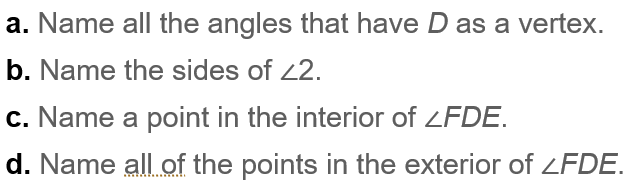 a. Name all the angles that have D as a vertex.
b. Name the sides of ∠2.
c. Name a point in the interior of ∠FDE.
d. Name all of the points in the exterior of ∠FDE.